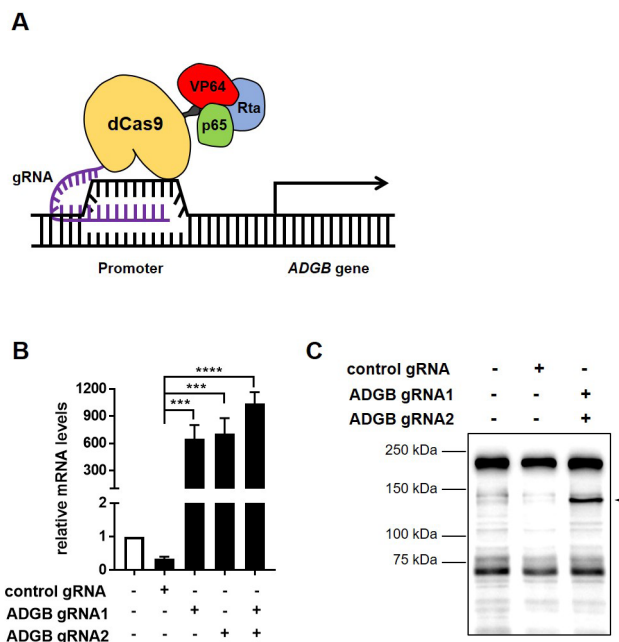 A
VP64
dCas9
Rta
p65
gRNA
Promoter
ADGB gene
B
relative mRNA levels
1200
900
600
300
2
1
0
****
***
***
control gRNA - + - - -
ADGB gRNA1 - - + - +
ADGB gRNA2 - - - + +
C
control gRNA - + -
ADGB gRNA1 - - +
ADGB gRNA2 - - +
250 kDa
150 kDa
100 kDa
75 kDa